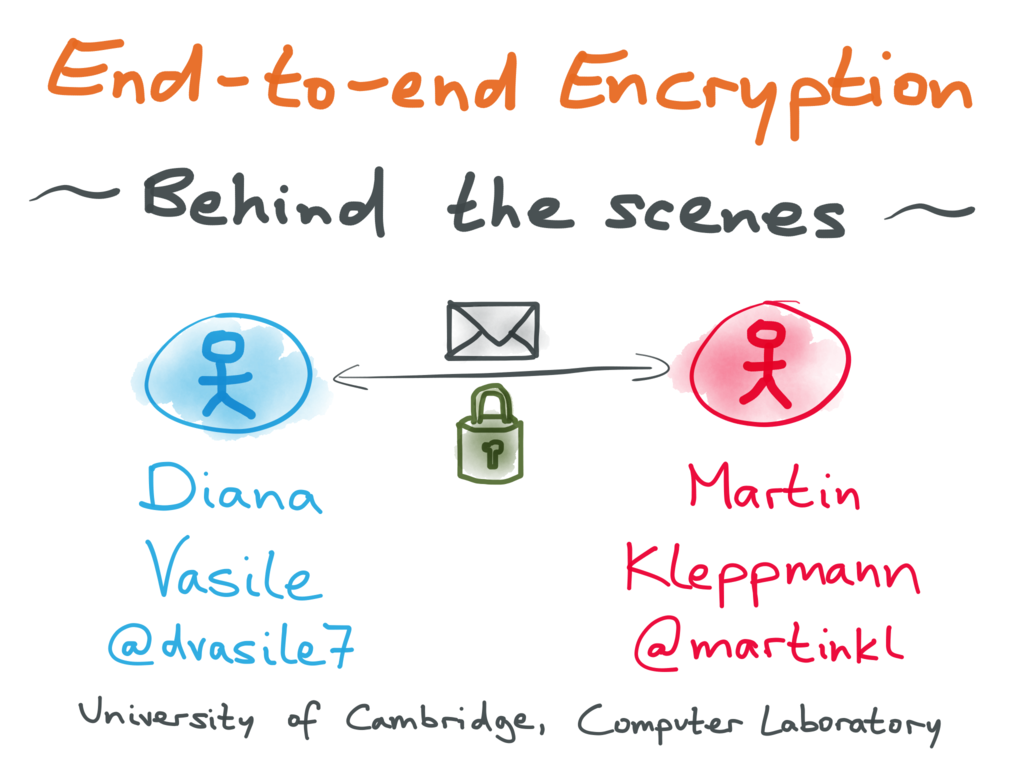 End-to-end Encryption
~ Behind the scenes ~
Diana
Vasile
@dvasile7
Martin
Kleppmann
@martinkl
University of Cambridge, Computer Laboratory